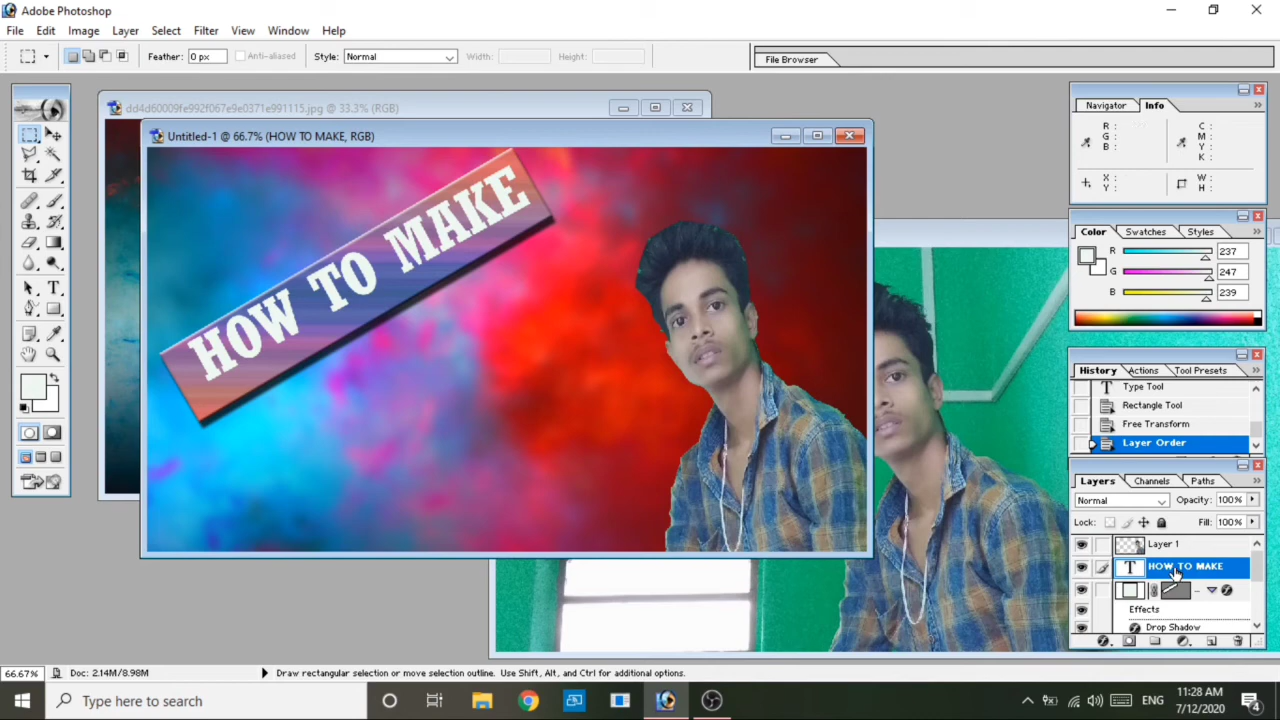 Adobe Photoshop
File Edit Image Layer Select Filter View Window Help
Feather: 0 px Anti-aliased Style: Normal Width: Height: File Browser
dd4d60009fe992f067e9e0371e991115.jpg @ 33.3% (RGB)
Untitled-1 @ 66.7% (HOW TO MAKE, RGB)
HOW TO MAKE
Navigator Info
R : C :
G : M :
B : Y :
K :
X : W :
Y : H :
Color Swatches Styles
R 237
G 247
B 239
History Actions Tool Presets
Type Tool
Rectangle Tool
Free Transform
Layer Order
Layers Channels Paths
Normal Opacity: 100%
Lock: Fill: 100%
Layer 1
HOW TO MAKE
Effects
Drop Shadow
66.67% Doc: 2.14M/8.98M Draw rectangular selection or move selection outline. Use Shift, Alt, and Ctrl for additional options.
Type here to search
ENG
11:28 AM
7/12/2020
4